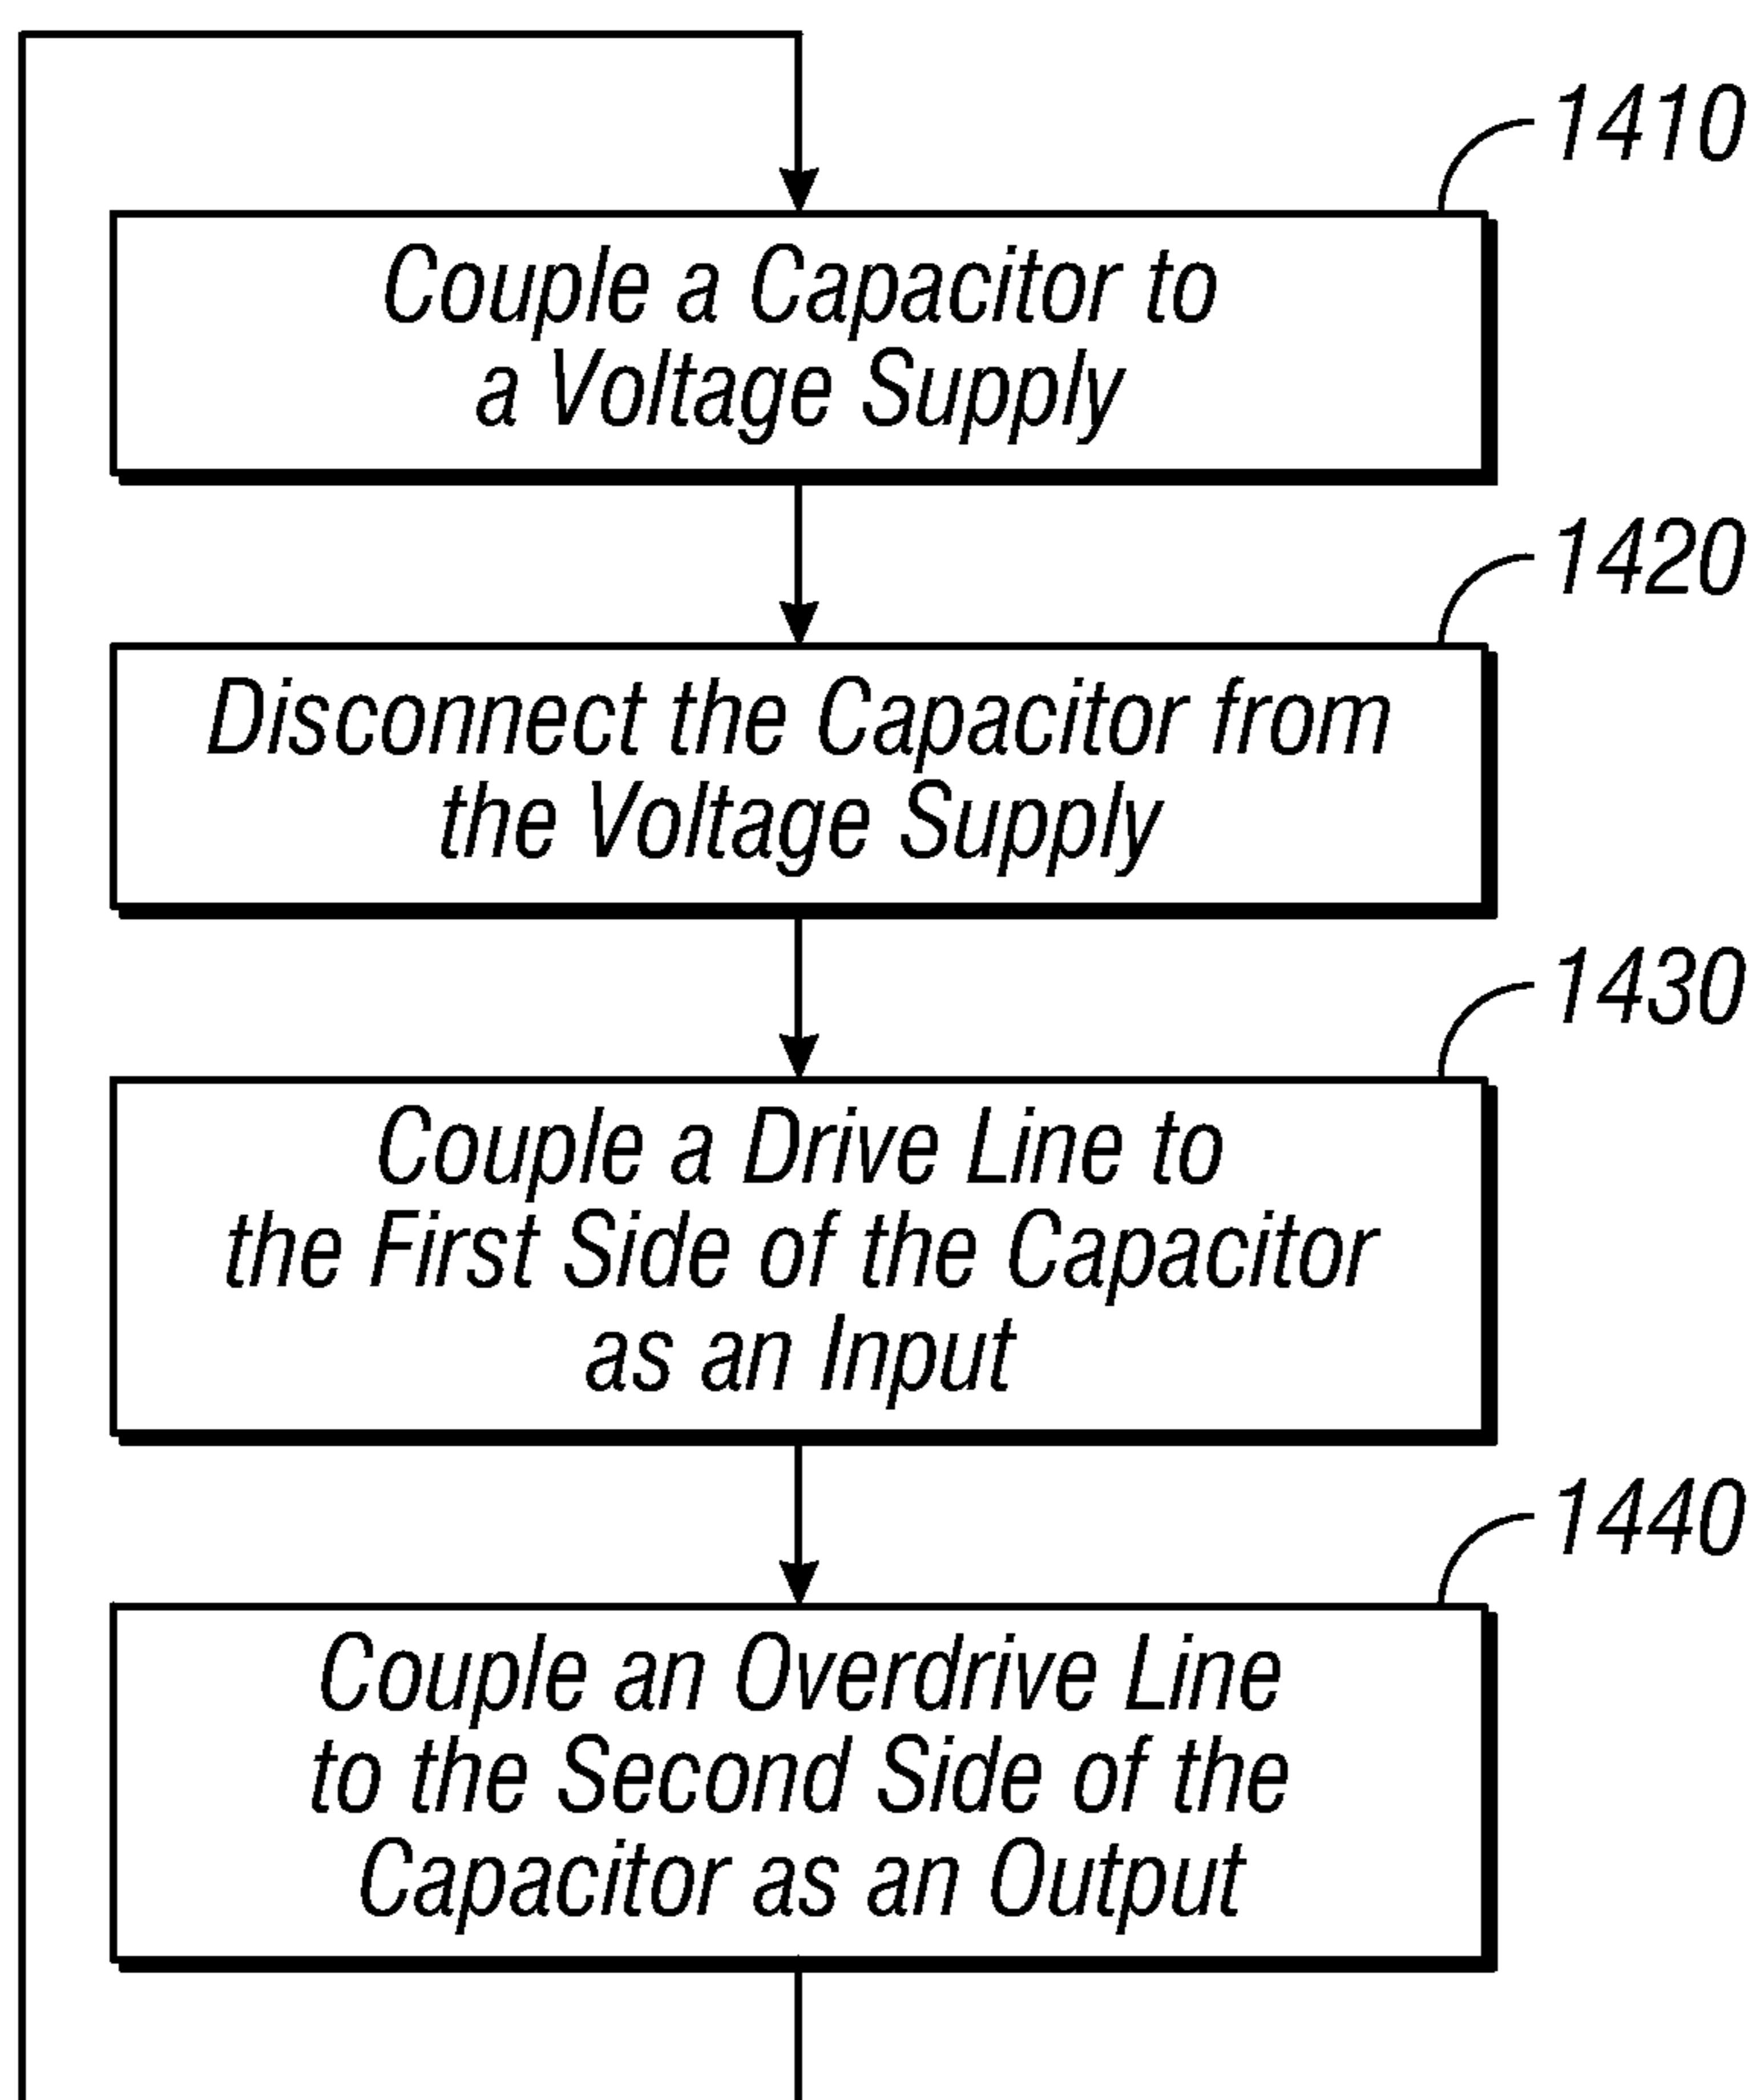 1410
Couple a Capacitor to
a Voltage Supply
1420
Disconnect the Capacitor from
the Voltage Supply
1430
Couple a Drive Line to
the First Side of the Capacitor
as an Input
1440
Couple an Overdrive Line
to the Second Side of the
Capacitor as an Output